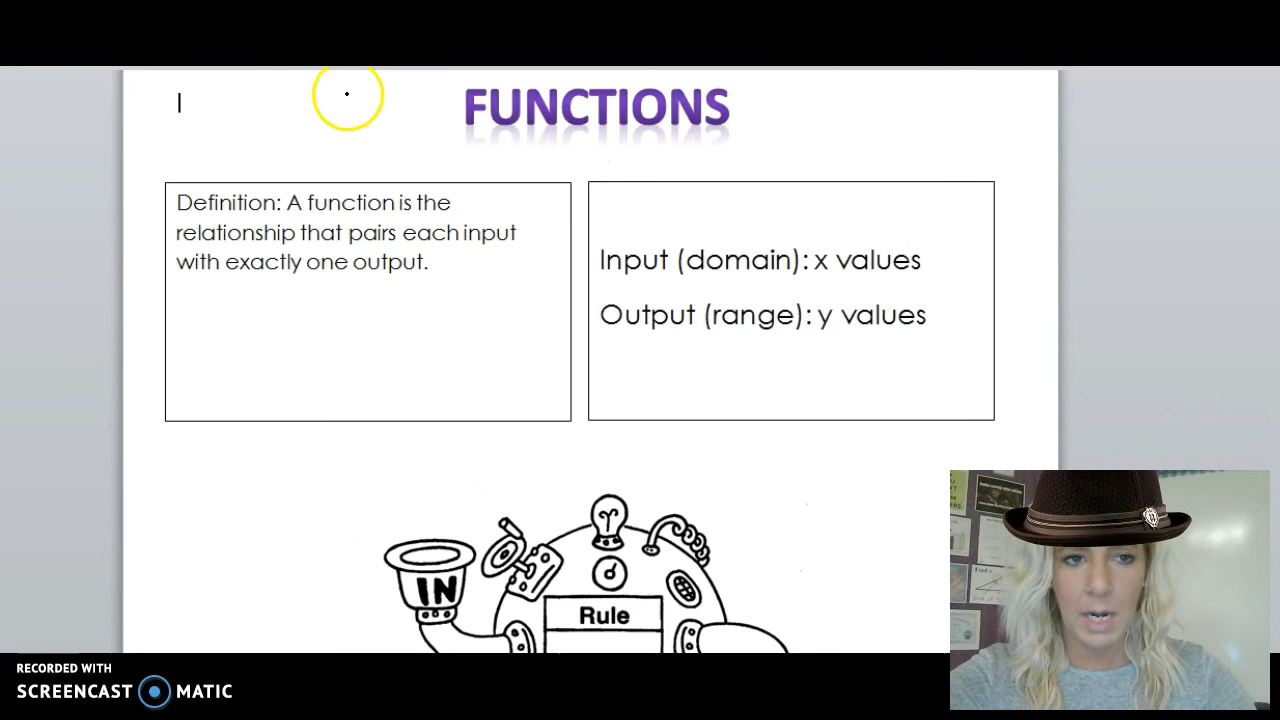 FUNCTIONS
Definition: A function is the
relationship that pairs each input
with exactly one output.
Input (domain): x values
Output (range): y values
IN
Rule
RECORDED WITH
SCREENCAST MATIC